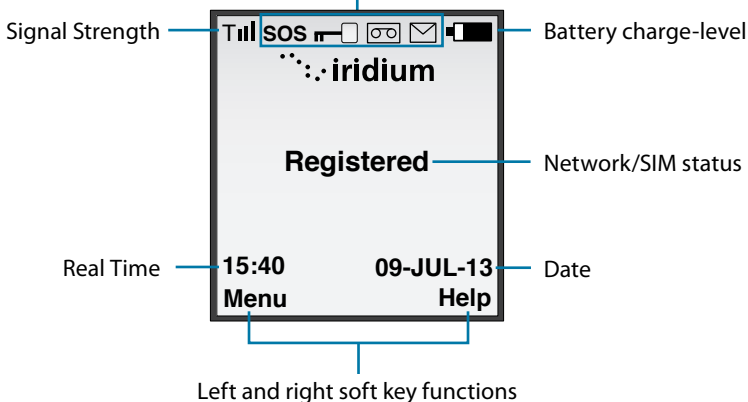 Signal Strength
T SOS
Battery charge-level
iridium
Registered
Network/SIM status
Real Time
15:40
09-JUL-13
Date
Menu
Help
Left and right soft key functions